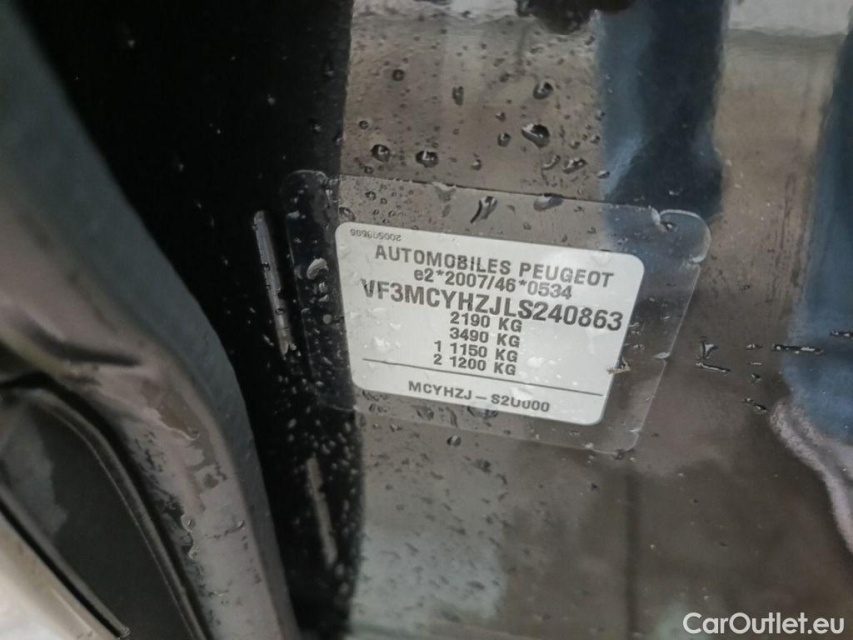 AUTOMOBILES PEUGEOT
e2*2007/46*0534
VF3MCYHZJLS240863
2190 KG
3490 KG
1 1150 KG
2 1200 KG
MCYHZJ-S2U000
CarOutlet.eu